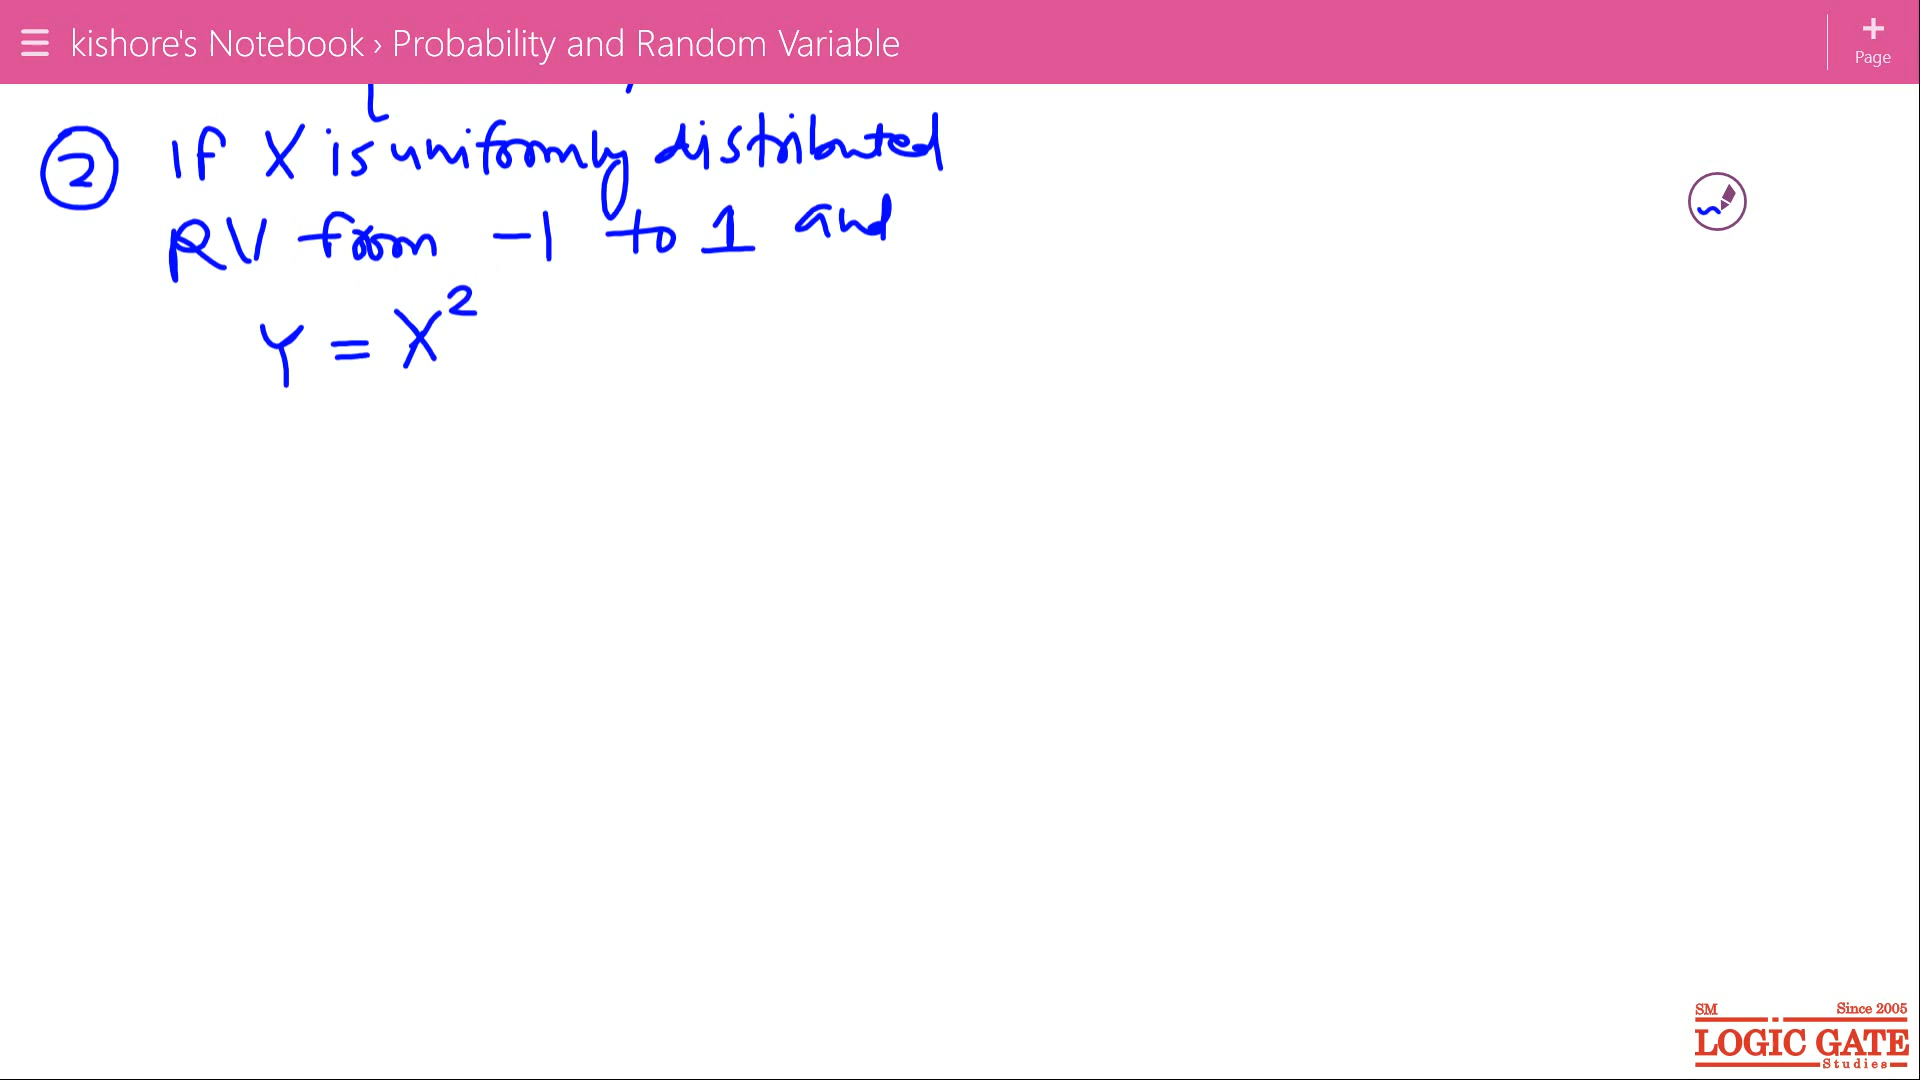 kishore's Notebook › Probability and Random Variable
+
Page
② If X is uniformly distributed
RV from -1 to 1 and
Y = X²
SM Since 2005
LOGIC GATE
Studies